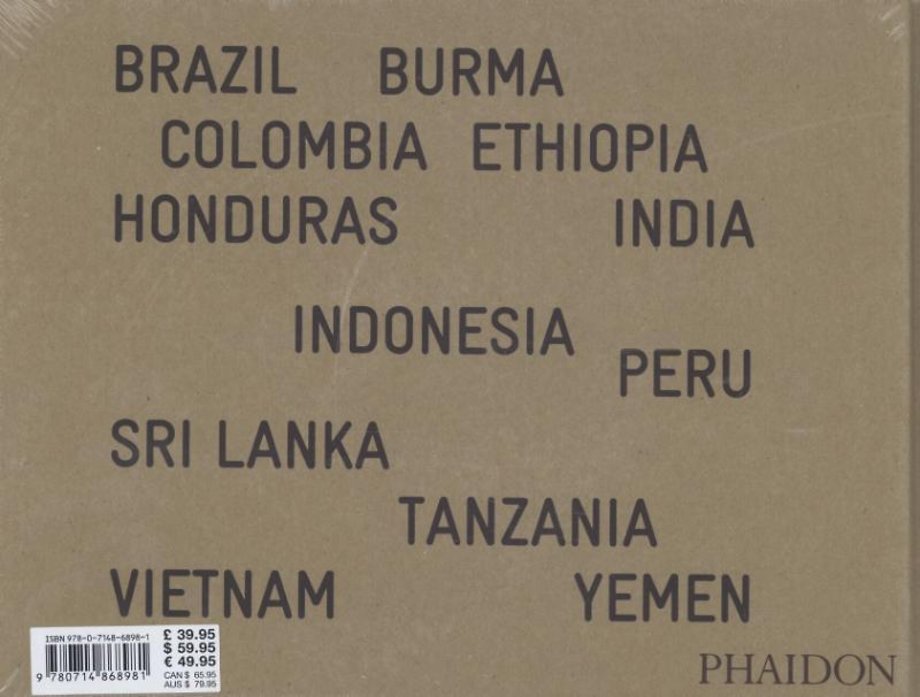 BRAZIL BURMA
COLOMBIA ETHIOPIA
HONDURAS INDIA
INDONESIA
PERU
SRI LANKA
TANZANIA
VIETNAM YEMEN
ISBN 978-0-7148-6898-1
9 780714 868981
£ 39.95
$ 59.95
€ 49.95
CAN $ 65.95
AUS $ 79.95
PHAIDON